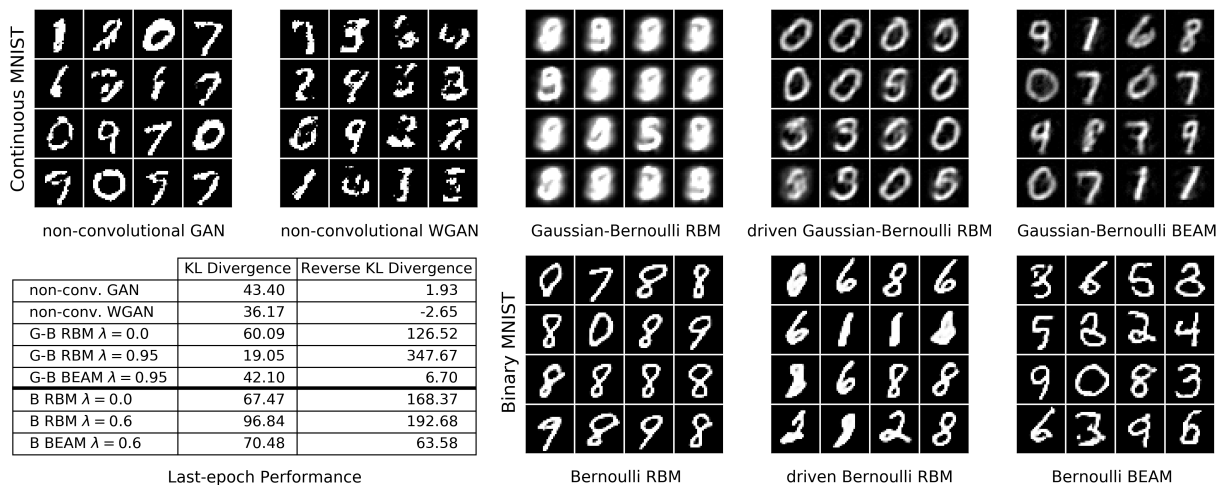 Continuous MNIST
non-convolutional GAN
non-convolutional WGAN
Gaussian-Bernoulli RBM
driven Gaussian-Bernoulli RBM
Gaussian-Bernoulli BEAM
KL Divergence Reverse KL Divergence
non-conv. GAN 43.40 1.93
non-conv. WGAN 36.17 -2.65
G-B RBM λ = 0.0 60.09 126.52
G-B RBM λ = 0.95 19.05 347.67
G-B BEAM λ = 0.95 42.10 6.70
B RBM λ = 0.0 67.47 168.37
B RBM λ = 0.6 96.84 192.68
B BEAM λ = 0.6 70.48 63.58
Last-epoch Performance
Binary MNIST
Bernoulli RBM
driven Bernoulli RBM
Bernoulli BEAM